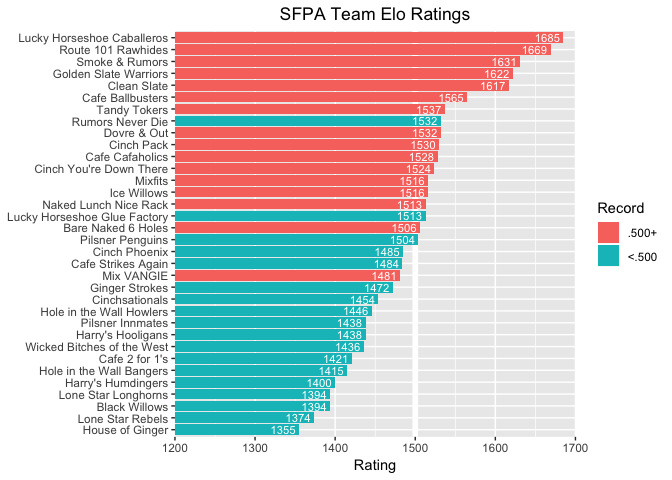 SFPA Team Elo Ratings
Lucky Horseshoe Caballeros 1685
Route 101 Rawhides 1669
Smoke & Rumors 1631
Golden Slate Warriors 1622
Clean Slate 1617
Cafe Ballbusters 1565
Tandy Tokers 1537
Rumors Never Die 1532
Dovre & Out 1532
Cinch Pack 1530
Cafe Cafaholics 1528
Cinch You're Down There 1524
Mixfits 1516
Ice Willows 1516
Naked Lunch Nice Rack 1513
Lucky Horseshoe Glue Factory 1513
Bare Naked 6 Holes 1506
Pilsner Penguins 1504
Cinch Phoenix 1485
Cafe Strikes Again 1484
Mix VANGIE 1481
Ginger Strokes 1472
Cinchsationals 1454
Hole in the Wall Howlers 1446
Pilsner Innmates 1438
Harry's Hooligans 1438
Wicked Bitches of the West 1436
Cafe 2 for 1's 1421
Hole in the Wall Bangers 1415
Harry's Humdingers 1400
Lone Star Longhorns 1394
Black Willows 1394
Lone Star Rebels 1374
House of Ginger 1355
1200 1300 1400 1500 1600 1700
Rating
Record
.500+
<.500